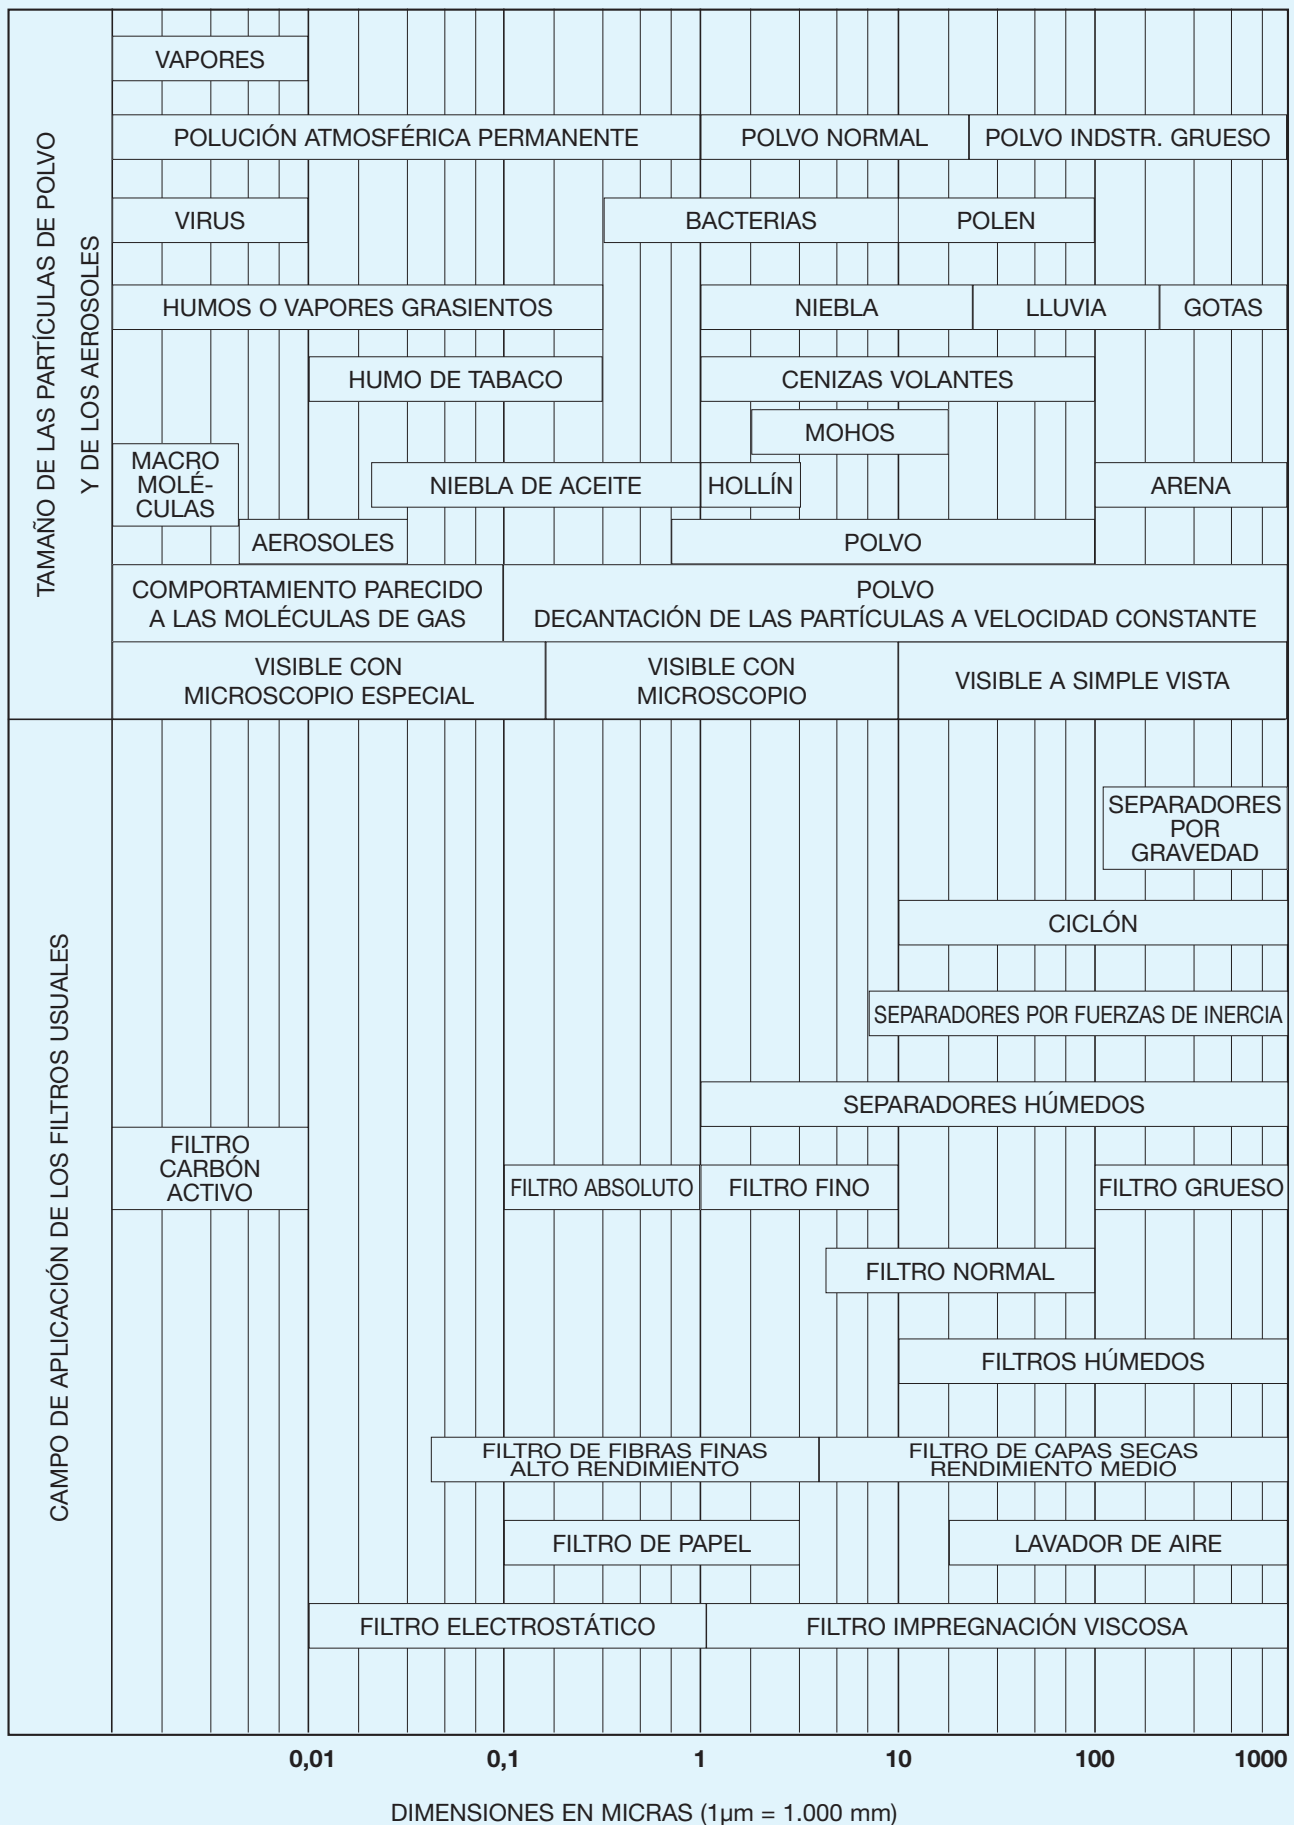 TAMAÑO DE LAS PARTÍCULAS DE POLVO
Y DE LOS AEROSOLES
VAPORES
POLUCIÓN ATMOSFÉRICA PERMANENTE
POLVO NORMAL
POLVO INDSTR. GRUESO
VIRUS
BACTERIAS
POLEN
HUMOS O VAPORES GRASIENTOS
NIEBLA
LLUVIA
GOTAS
HUMO DE TABACO
CENIZAS VOLANTES
MOHOS
MACRO
MOLÉ-
CULAS
NIEBLA DE ACEITE
HOLLÍN
ARENA
AEROSOLES
POLVO
COMPORTAMIENTO PARECIDO
A LAS MOLÉCULAS DE GAS
POLVO
DECANTACIÓN DE LAS PARTÍCULAS A VELOCIDAD CONSTANTE
VISIBLE CON
MICROSCOPIO ESPECIAL
VISIBLE CON
MICROSCOPIO
VISIBLE A SIMPLE VISTA
CAMPO DE APLICACIÓN DE LOS FILTROS USUALES
SEPARADORES
POR
GRAVEDAD
CICLÓN
SEPARADORES POR FUERZAS DE INERCIA
SEPARADORES HÚMEDOS
FILTRO
CARBÓN
ACTIVO
FILTRO ABSOLUTO
FILTRO FINO
FILTRO GRUESO
FILTRO NORMAL
FILTROS HÚMEDOS
FILTRO DE FIBRAS FINAS
ALTO RENDIMIENTO
FILTRO DE CAPAS SECAS
RENDIMIENTO MEDIO
FILTRO DE PAPEL
LAVADOR DE AIRE
FILTRO ELECTROSTÁTICO
FILTRO IMPREGNACIÓN VISCOSA
0,01 0,1 1 10 100 1000
DIMENSIONES EN MICRAS (1µm = 1.000 mm)